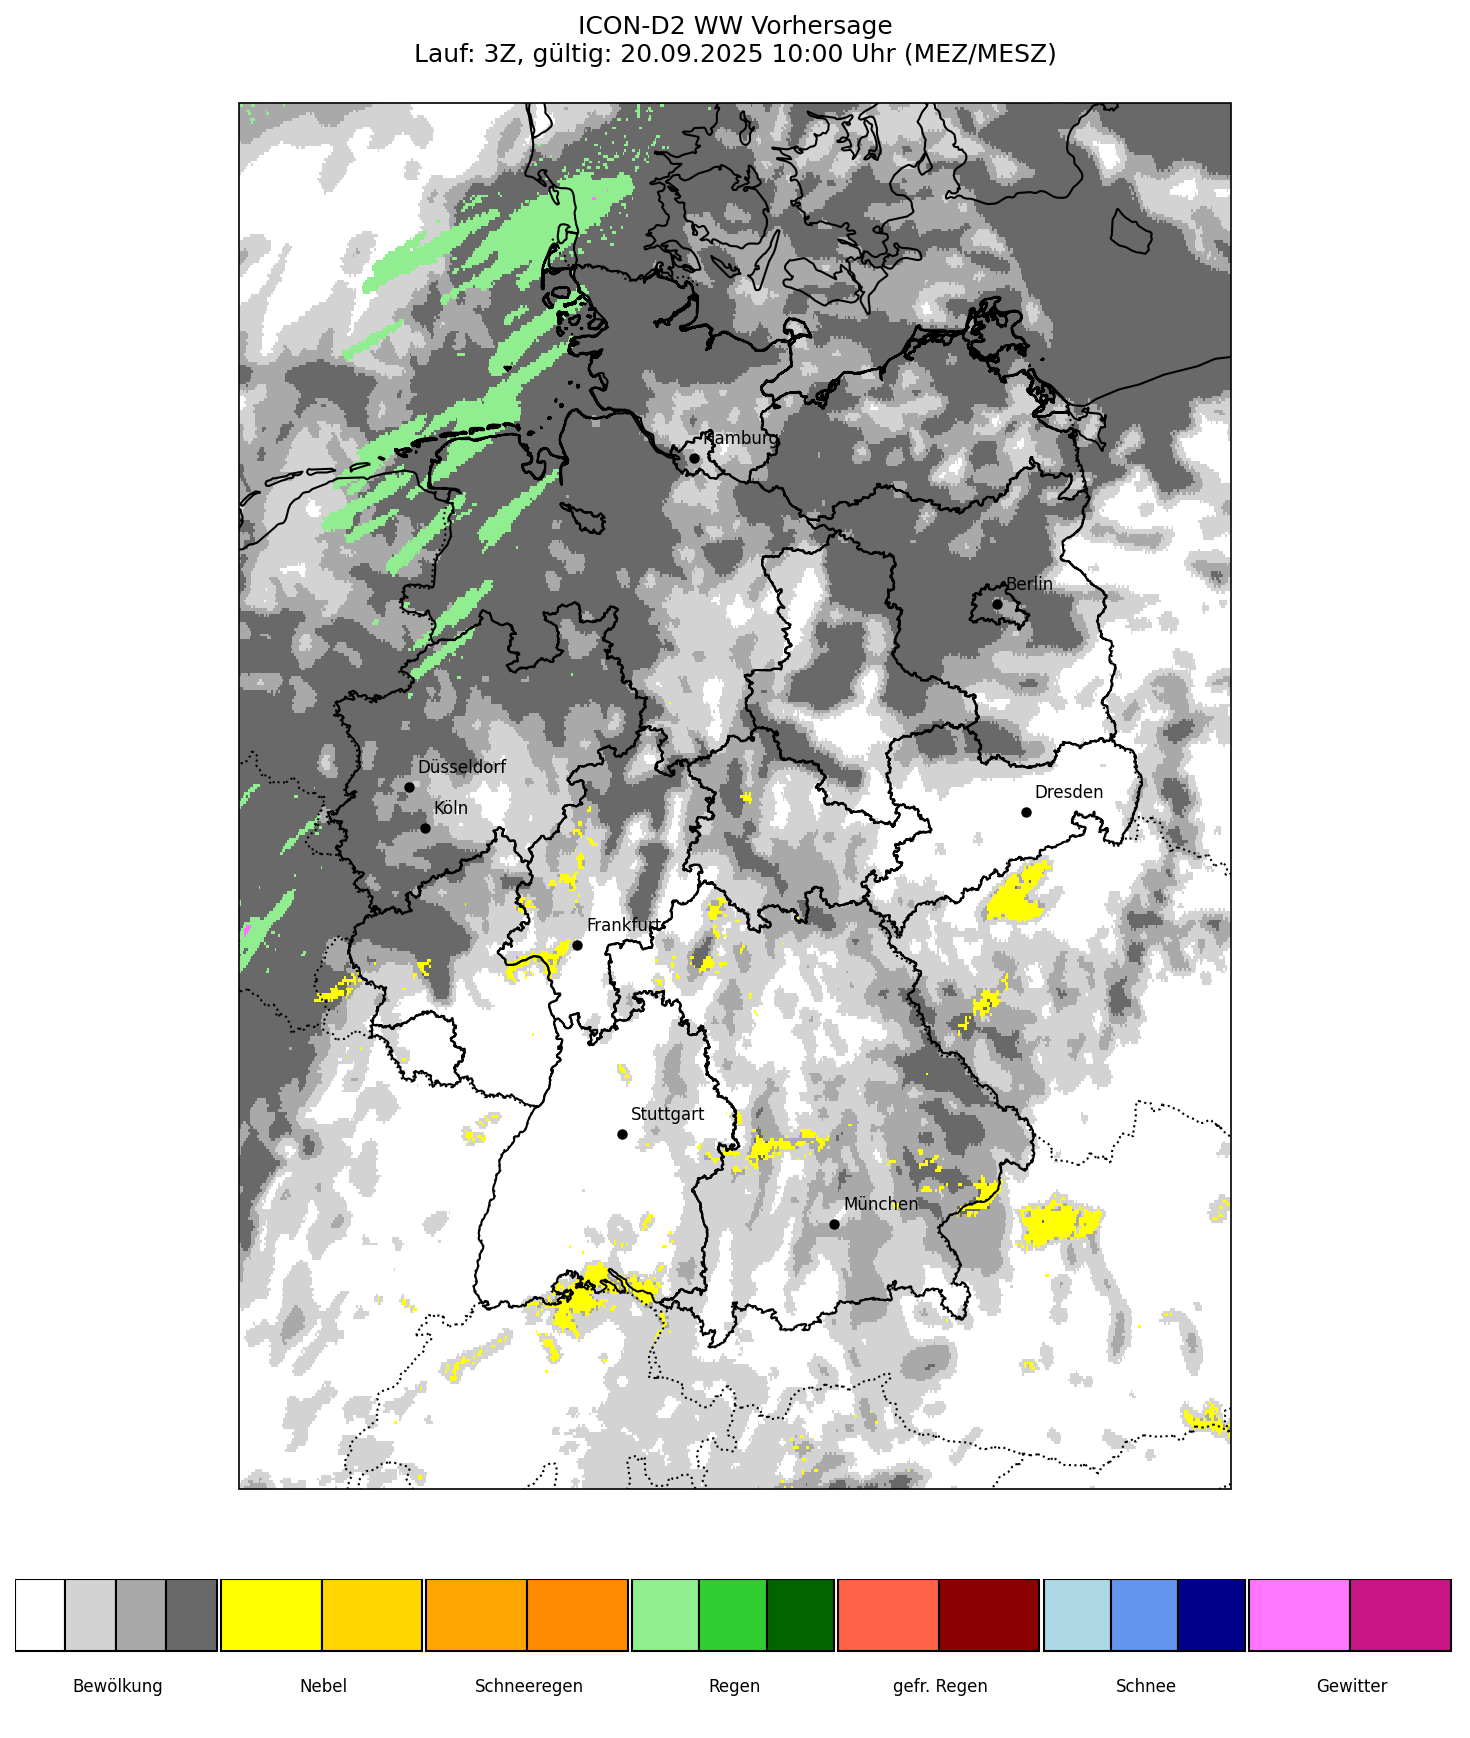 ICON-D2 WW Vorhersage
Lauf: 3Z, gültig: 20.09.2025 10:00 Uhr (MEZ/MESZ)
Hamburg
Berlin
Düsseldorf
Köln
Dresden
Frankfurt
Stuttgart
München
Bewölkung
Nebel
Schneeregen
Regen
gefr. Regen
Schnee
Gewitter